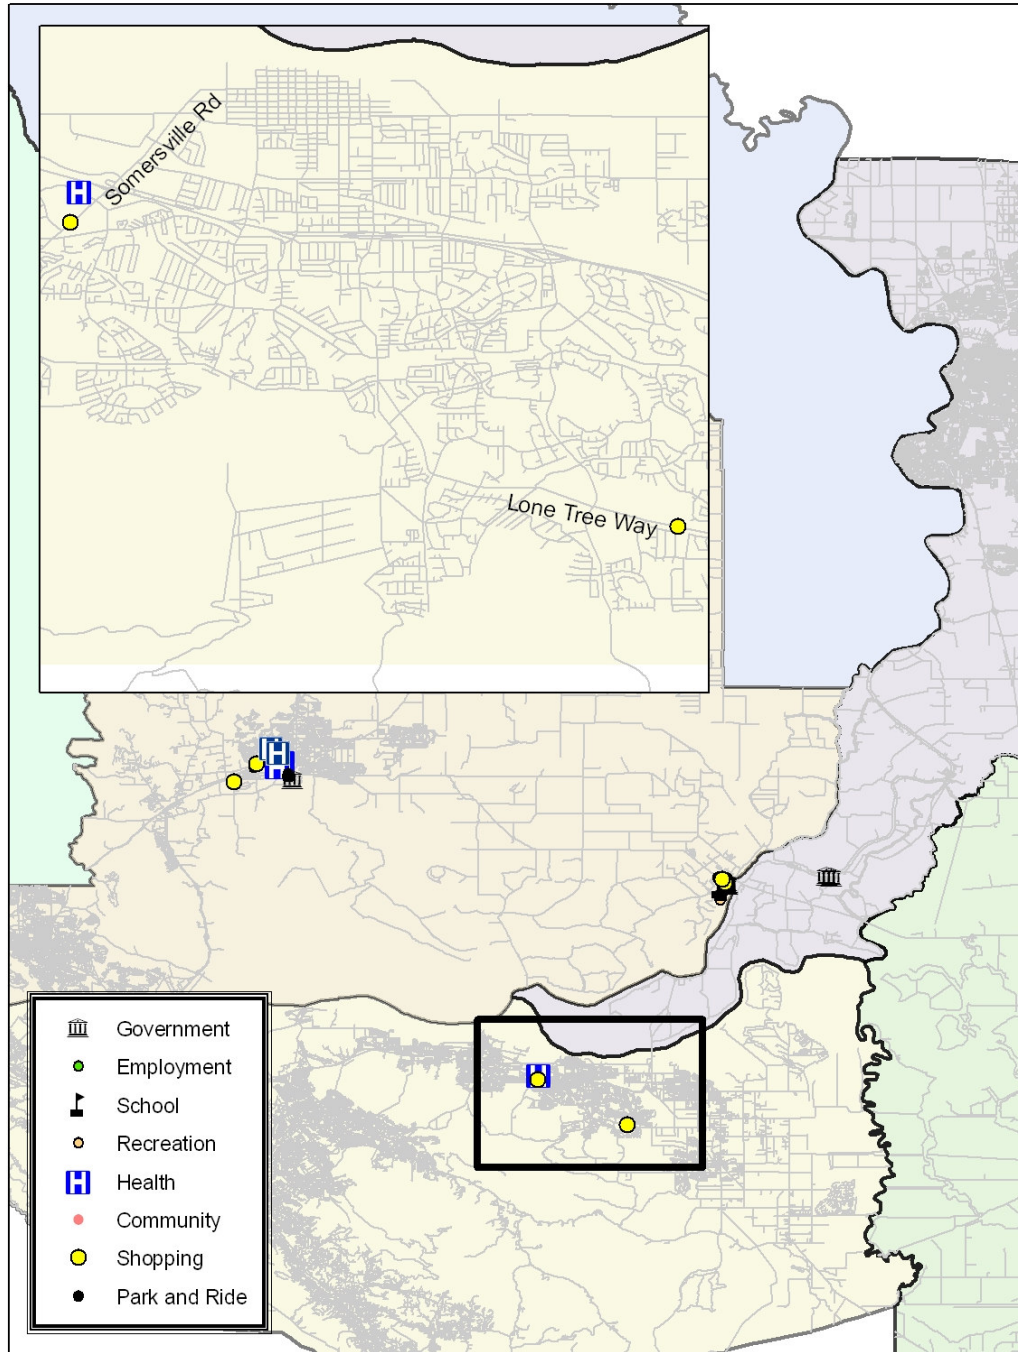 Somersville Rd
Lone Tree Way
Government
Employment
School
Recreation
H Health
Community
Shopping
Park and Ride